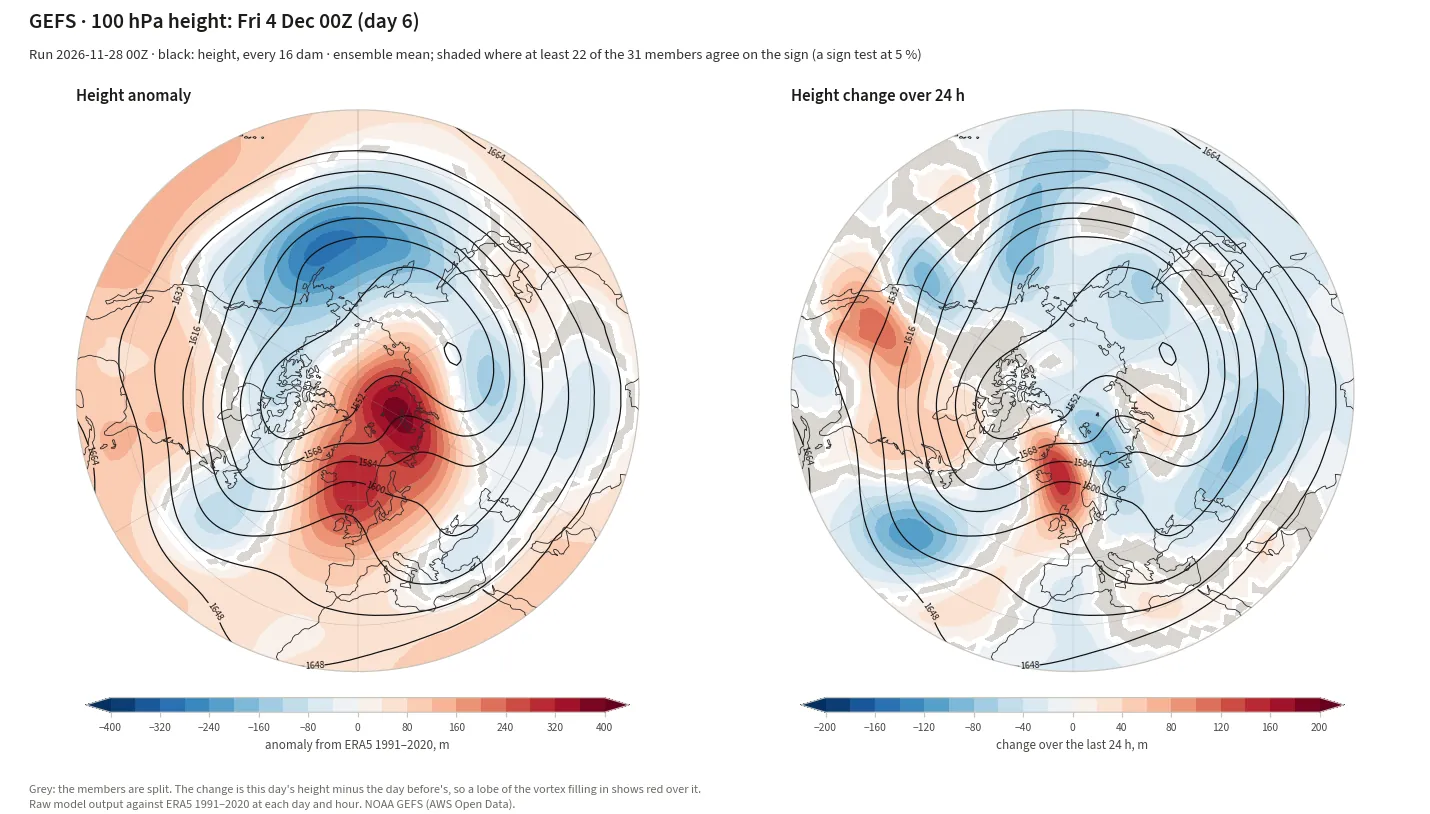 GEFS · 100 hPa height: Fri 4 Dec 00Z (day 6)
Run 2026-11-28 00Z · black: height, every 16 dam · ensemble mean; shaded where at least 22 of the 31 members agree on the sign (a sign test at 5 %)
Height anomaly
Height change over 24 h
1664
1632
1616
1552
1568
1584
1600
1664
1648
1648
1664
1632
1616
1552
1568
1584
1600
1664
1648
1648
−400 −320 −240 −160 −80 0 80 160 240 320 400
anomaly from ERA5 1991–2020, m
−200 −160 −120 −80 −40 0 40 80 120 160 200
change over the last 24 h, m
Grey: the members are split. The change is this day's height minus the day before's, so a lobe of the vortex filling in shows red over it.
Raw model output against ERA5 1991–2020 at each day and hour. NOAA GEFS (AWS Open Data).